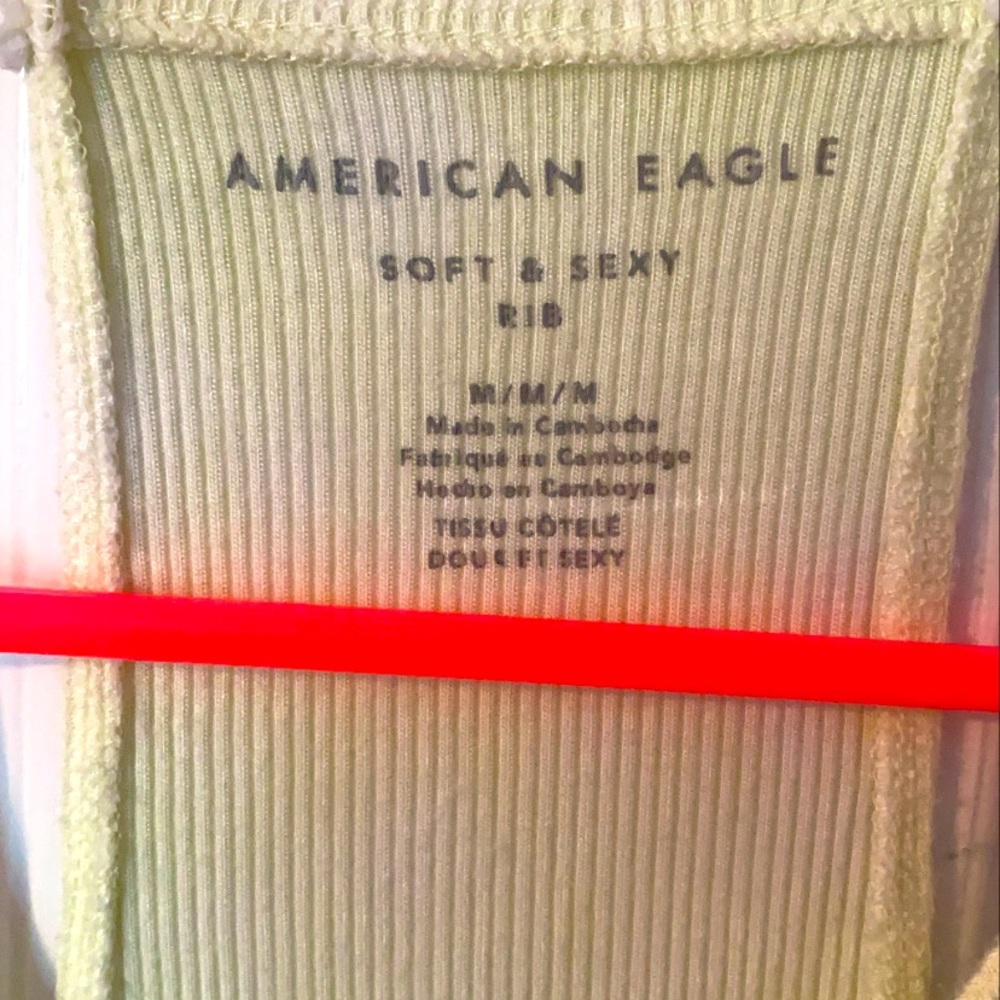 AMERICAN EAGLE
SOFT & SEXY
RIB
M/M/M
Made in Cambodia
Fabriqué au Cambodge
Hecho en Camboya
TISSU CÔTELÉ
DOUX ET SEXY